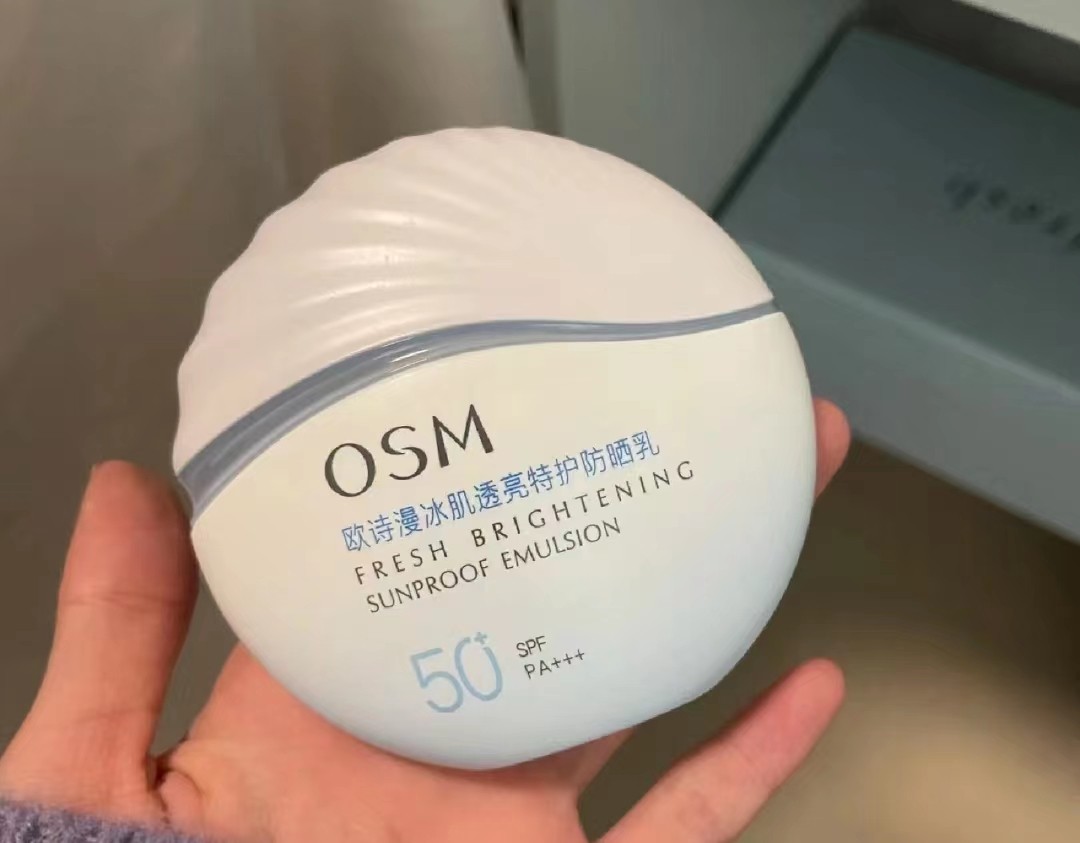 OSM
欧诗漫冰肌透亮特护防晒乳
FRESH BRIGHTENING
SUNPROOF EMULSION
50+ SPF
PA+++